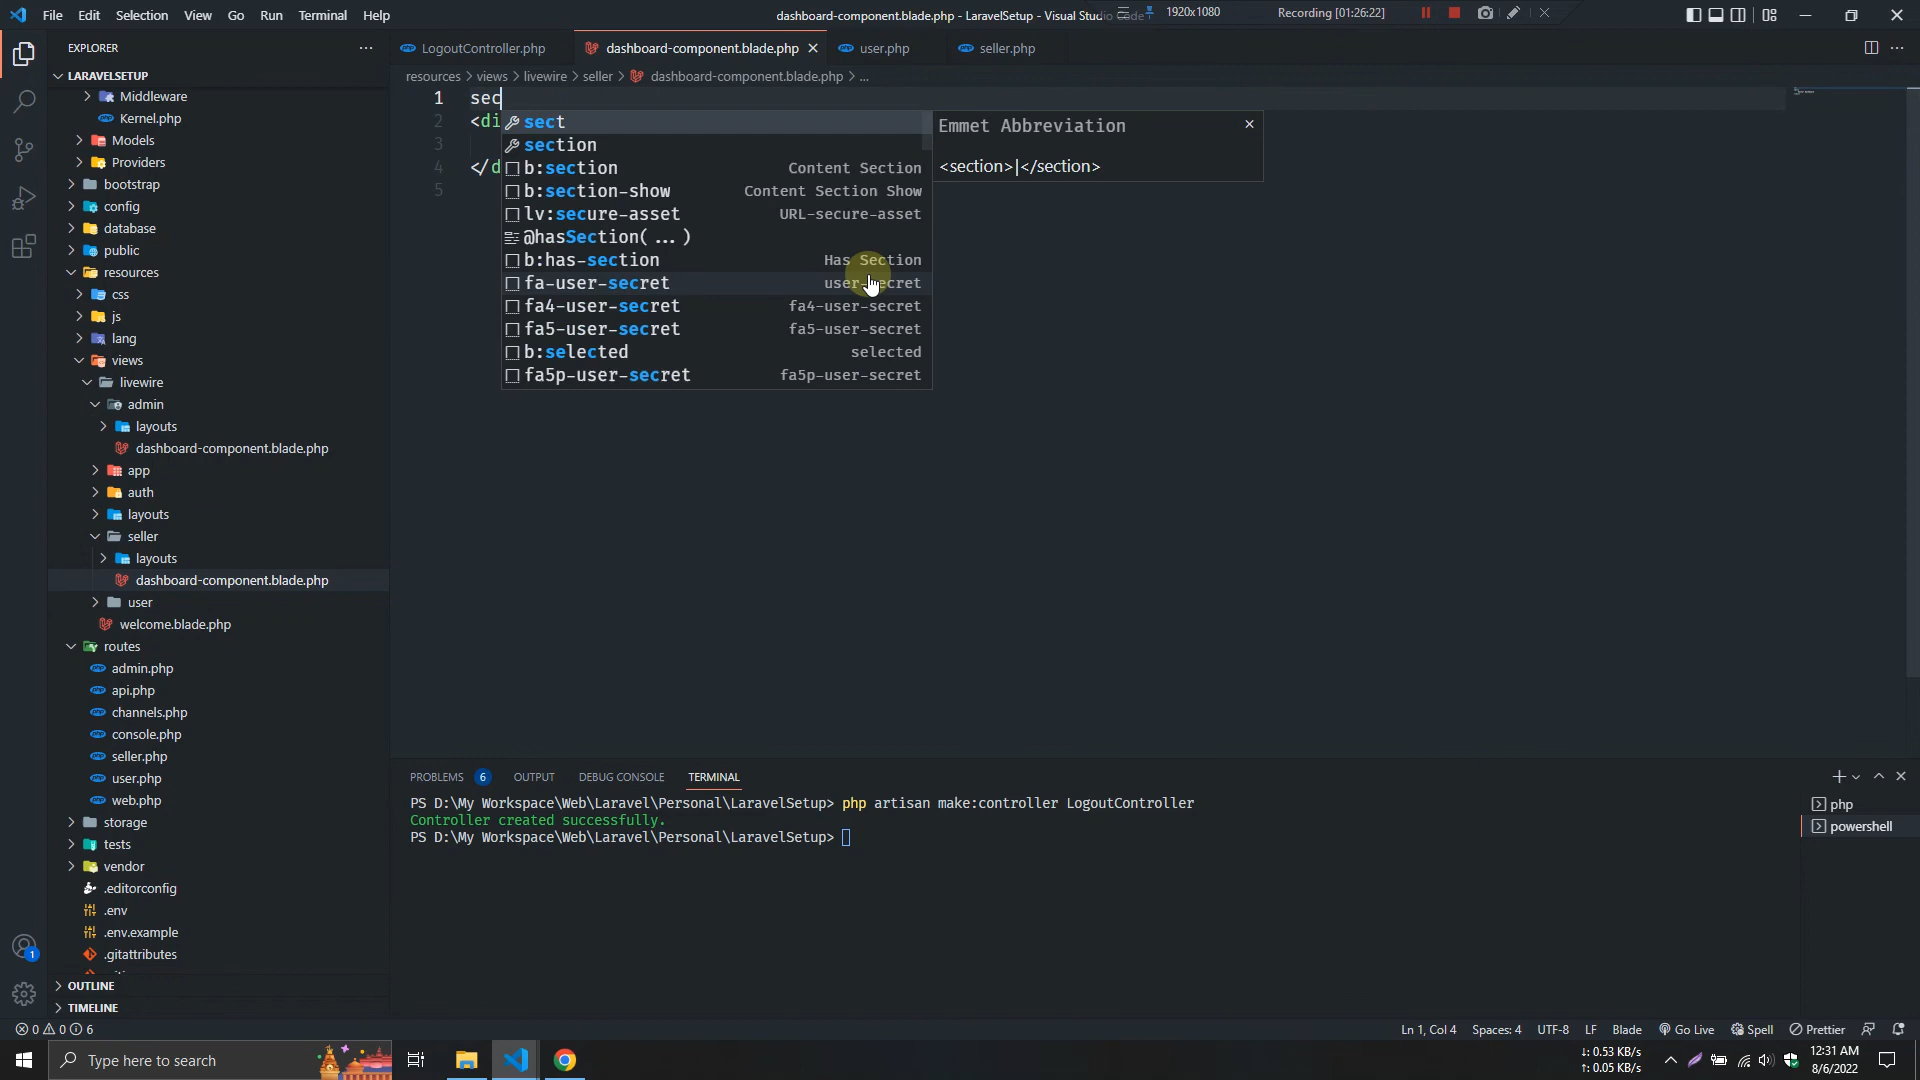 File Edit Selection View Go Run Terminal Help
dashboard-component.blade.php - LaravelSetup - Visual Studio Code
1920x1080
Recording [01:26:22]
EXPLORER
LogoutController.php
dashboard-component.blade.php
user.php
seller.php
LARAVELSETUP
resources > views > livewire > seller > dashboard-component.blade.php > ...
Middleware
Kernel.php
Models
Providers
bootstrap
config
database
public
resources
css
js
lang
views
livewire
admin
layouts
dashboard-component.blade.php
app
auth
layouts
seller
layouts
dashboard-component.blade.php
user
welcome.blade.php
routes
admin.php
api.php
channels.php
console.php
seller.php
user.php
web.php
storage
tests
vendor
.editorconfig
.env
.env.example
.gitattributes
OUTLINE
TIMELINE
1 sec
2 <di
3
4 </d
5
sect
section
b:section Content Section
b:section-show Content Section Show
lv:secure-asset URL-secure-asset
@hasSection(...)
b:has-section Has Section
fa-user-secret user-secret
fa4-user-secret fa4-user-secret
fa5-user-secret fa5-user-secret
b:selected selected
fa5p-user-secret fa5p-user-secret
Emmet Abbreviation
<section>|</section>
PROBLEMS 6 OUTPUT DEBUG CONSOLE TERMINAL
PS D:\My Workspace\Web\Laravel\Personal\LaravelSetup> php artisan make:controller LogoutController
Controller created successfully.
PS D:\My Workspace\Web\Laravel\Personal\LaravelSetup>
php
powershell
1
0 0 6
Ln 1, Col 4 Spaces: 4 UTF-8 LF Blade Go Live Spell Prettier
Type here to search
↓: 0.53 KB/s
↑: 0.05 KB/s
12:31 AM
8/6/2022